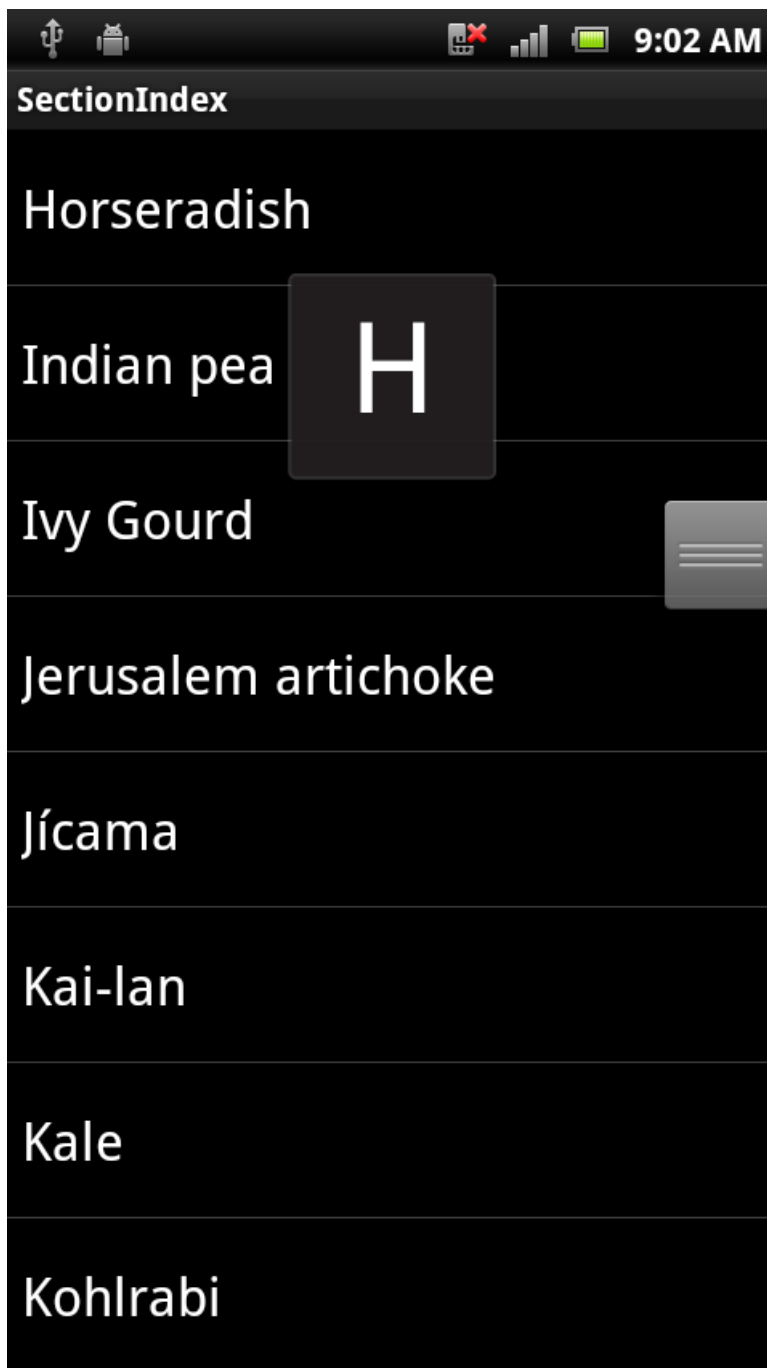 9:02 AM
SectionIndex
Horseradish
H
Indian pea
Ivy Gourd
Jerusalem artichoke
Jícama
Kai-lan
Kale
Kohlrabi